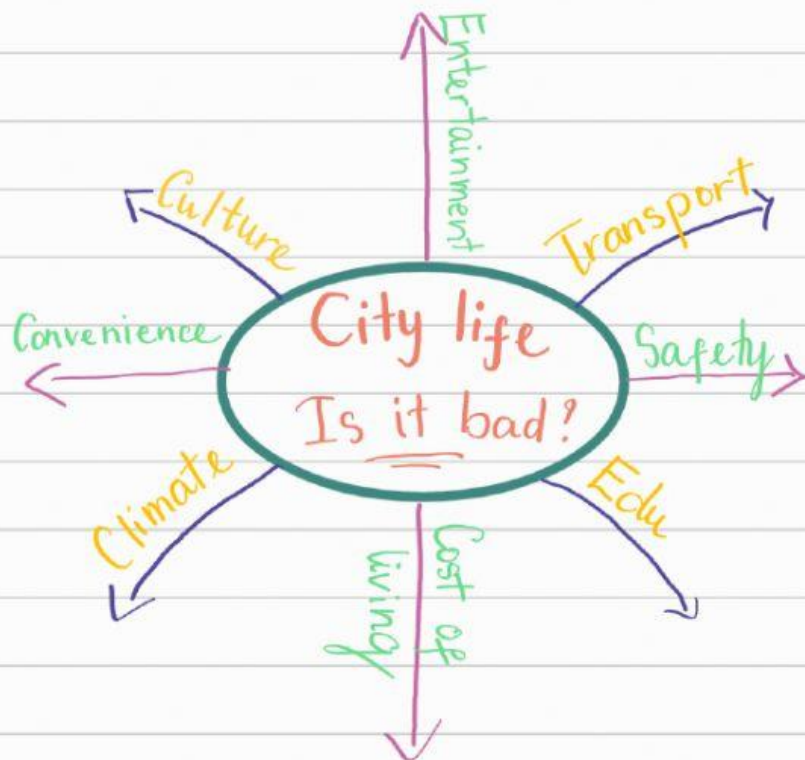 Entertainment
Culture
Transport
Convenience
City life
Safety
Is it bad?
Climate
Edu
Cost of
living